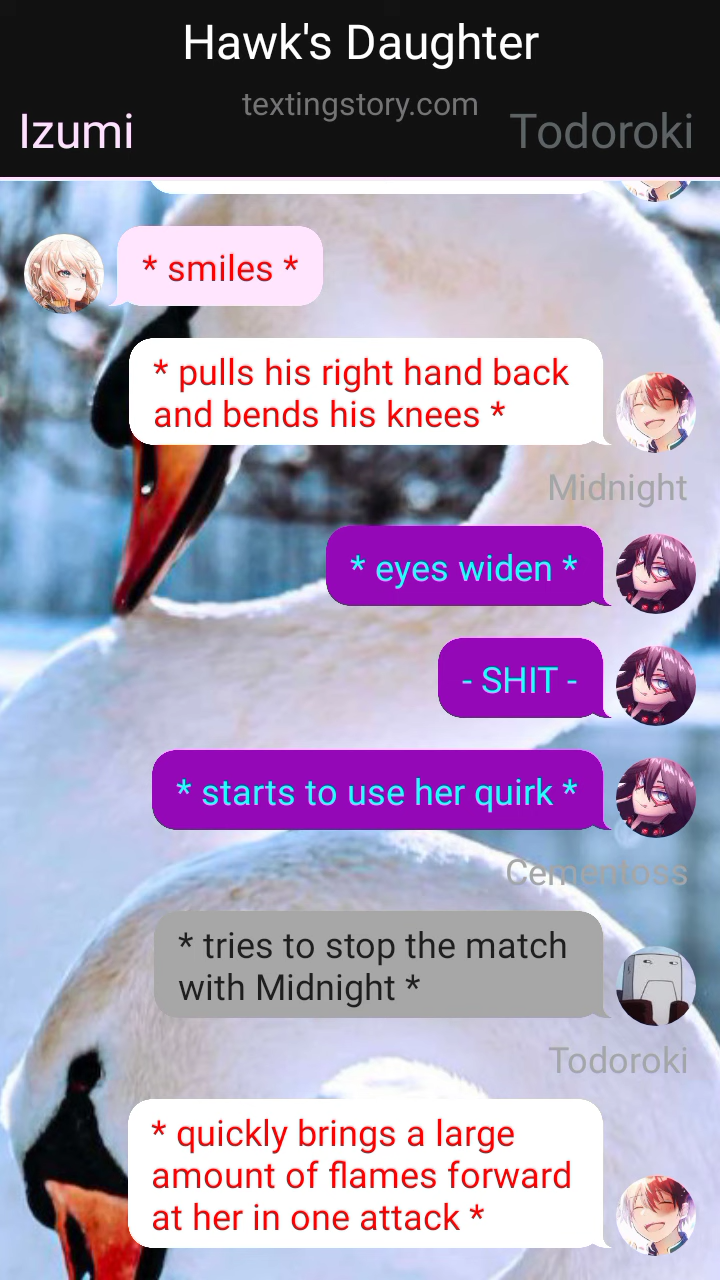 Hawk's Daughter
textingstory.com
Izumi
Todoroki
* smiles *
* pulls his right hand back
and bends his knees *
Midnight
* eyes widen *
- SHIT -
* starts to use her quirk *
Cementoss
* tries to stop the match
with Midnight *
Todoroki
* quickly brings a large
amount of flames forward
at her in one attack *